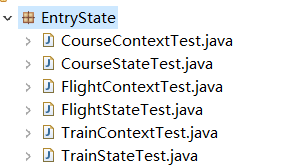 EntryState
CourseContextTest.java
CourseStateTest.java
FlightContextTest.java
FlightStateTest.java
TrainContextTest.java
TrainStateTest.java